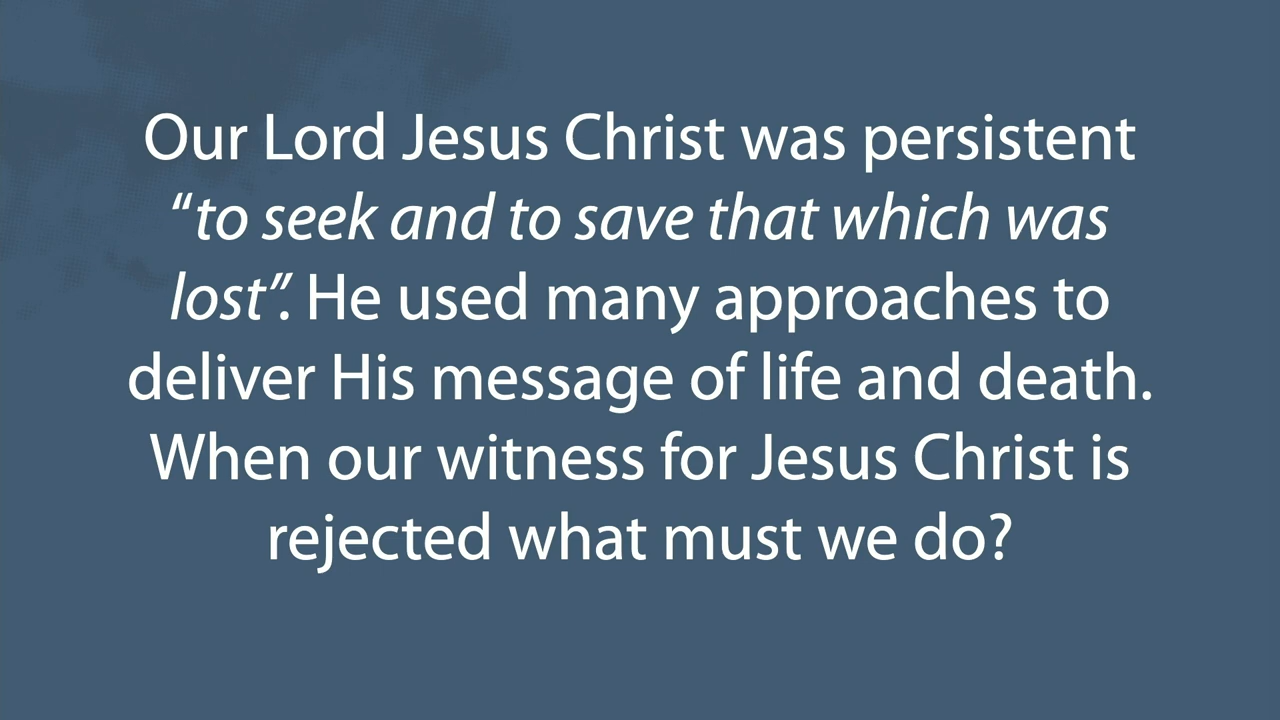 Our Lord Jesus Christ was persistent
“to seek and to save that which was
lost”. He used many approaches to
deliver His message of life and death.
When our witness for Jesus Christ is
rejected what must we do?